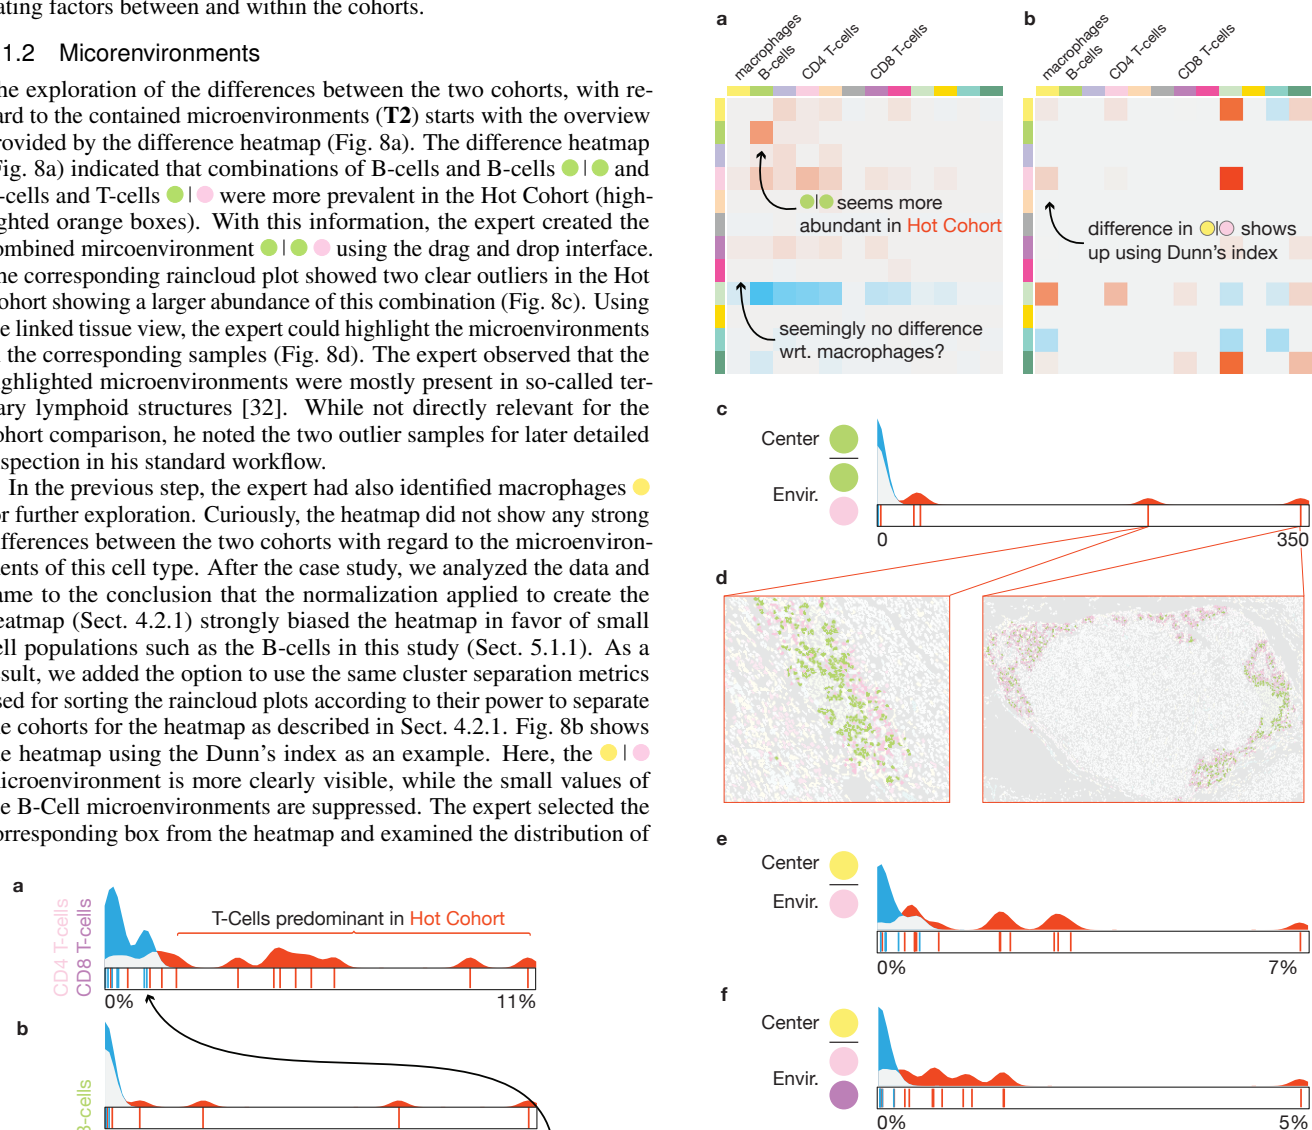 ating factors between and within the cohorts.
1.2 Micorenvironments
he exploration of the differences between the two cohorts, with re-
ard to the contained microenvironments (T2) starts with the overview
rovided by the difference heatmap (Fig. 8a). The difference heatmap
ig. 8a) indicated that combinations of B-cells and B-cells | and
-cells and T-cells | were more prevalent in the Hot Cohort (high-
ghted orange boxes). With this information, the expert created the
ombined mircoenvironment | using the drag and drop interface.
he corresponding raincloud plot showed two clear outliers in the Hot
ohort showing a larger abundance of this combination (Fig. 8c). Using
e linked tissue view, the expert could highlight the microenvironments
the corresponding samples (Fig. 8d). The expert observed that the
ghlighted microenvironments were mostly present in so-called ter-
ary lymphoid structures [32]. While not directly relevant for the
ohort comparison, he noted the two outlier samples for later detailed
spection in his standard workflow.
In the previous step, the expert had also identified macrophages
or further exploration. Curiously, the heatmap did not show any strong
ifferences between the two cohorts with regard to the microenviron-
ents of this cell type. After the case study, we analyzed the data and
ame to the conclusion that the normalization applied to create the
eatmap (Sect. 4.2.1) strongly biased the heatmap in favor of small
ell populations such as the B-cells in this study (Sect. 5.1.1). As a
sult, we added the option to use the same cluster separation metrics
sed for sorting the raincloud plots according to their power to separate
e cohorts for the heatmap as described in Sect. 4.2.1. Fig. 8b shows
e heatmap using the Dunn's index as an example. Here, the |
icroenvironment is more clearly visible, while the small values of
e B-Cell microenvironments are suppressed. The expert selected the
orresponding box from the heatmap and examined the distribution of
a
CD4 T-cells
CD8 T-cells
T-Cells predominant in Hot Cohort
0% 11%
b
B-cells
a
macrophages
B-cells
CD4 T-cells
CD8 T-cells
| seems more
abundant in Hot Cohort
seemingly no difference
wrt. macrophages?
b
macrophages
B-cells
CD4 T-cells
CD8 T-cells
difference in | shows
up using Dunn's index
c
Center
Envir.
0 350
d
e
Center
Envir.
0% 7%
f
Center
Envir.
0% 5%